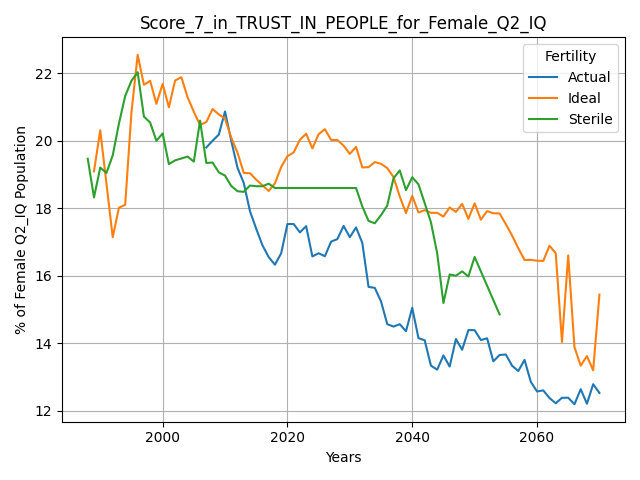 Score_7_in_TRUST_IN_PEOPLE_for_Female_Q2_IQ
Fertility
Actual
Ideal
Sterile
% of Female Q2_IQ Population
22
20
18
16
14
12
2000 2020 2040 2060
Years